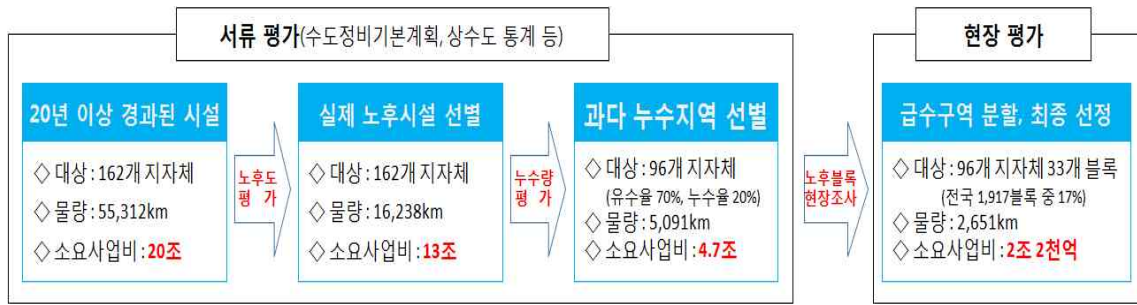 서류 평가(수도정비기본계획, 상수도 통계 등)
20년 이상 경과된 시설
◇ 대상 : 162개 지자체
◇ 물량 : 55,312km
◇ 소요사업비 : 20조
노후도
평 가
실제 노후시설 선별
◇ 대상 : 162개 지자체
◇ 물량 : 16,238km
◇ 소요사업비 : 13조
누수량
평 가
과다 누수지역 선별
◇ 대상 : 96개 지자체
(유수율 70%, 누수율 20%)
◇ 물량 : 5,091km
◇ 소요사업비 : 4.7조
노후블록
현장조사
현장 평가
급수구역 분할, 최종 선정
◇ 대상 : 96개 지자체 33개 블록
(전국 1,917블록 중 17%)
◇ 물량 : 2,651km
◇ 소요사업비 : 2조 2천억